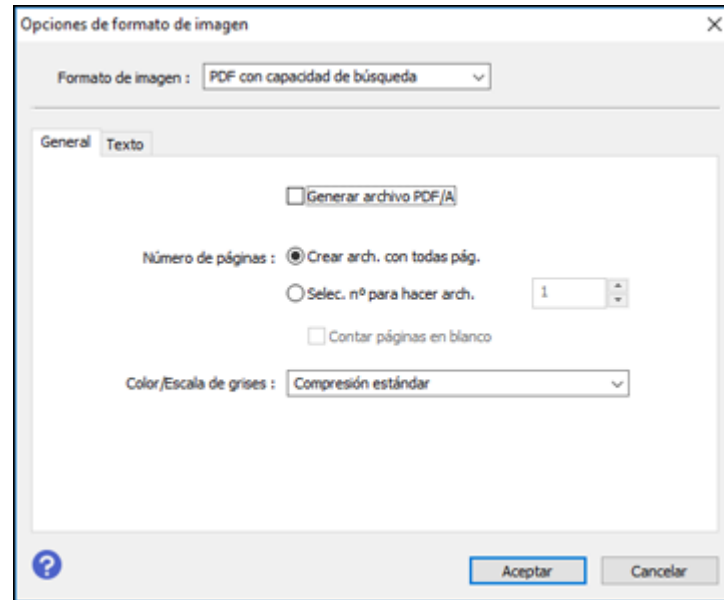 Opciones de formato de imagen
Formato de imagen : PDF con capacidad de búsqueda
General Texto
Generar archivo PDF/A
Número de páginas : Crear arch. con todas pág.
Selec. nº para hacer arch. 1
Contar páginas en blanco
Color/Escala de grises : Compresión estándar
? Aceptar Cancelar